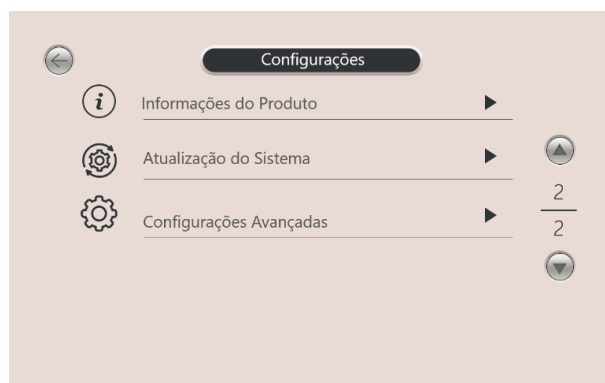 Configurações
Informações do Produto
Atualização do Sistema
Configurações Avançadas
2
2